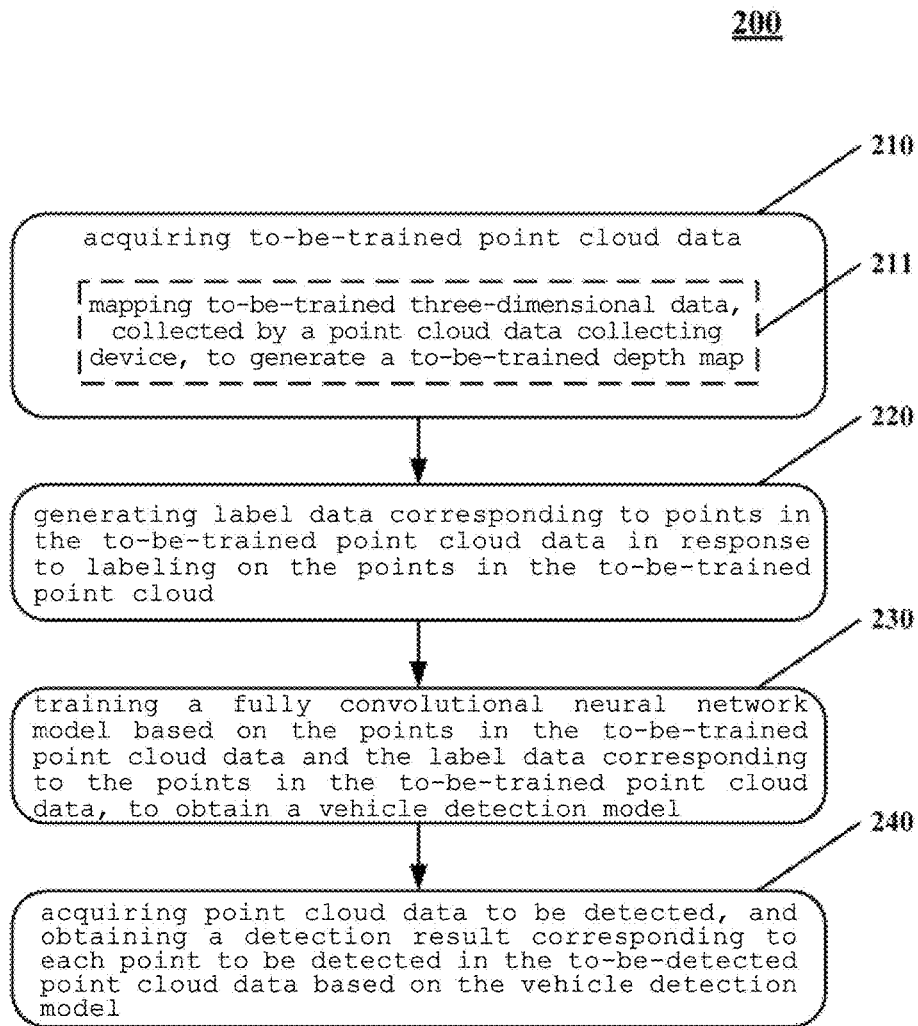 200
210
acquiring to-be-trained point cloud data
211
mapping to-be-trained three-dimensional data,
collected by a point cloud data collecting
device, to generate a to-be-trained depth map
220
generating label data corresponding to points in
the to-be-trained point cloud data in response
to labeling on the points in the to-be-trained
point cloud
230
training a fully convolutional neural network
model based on the points in the to-be-trained
point cloud data and the label data corresponding
to the points in the to-be-trained point cloud
data, to obtain a vehicle detection model
240
acquiring point cloud data to be detected, and
obtaining a detection result corresponding to
each point to be detected in the to-be-detected
point cloud data based on the vehicle detection
model